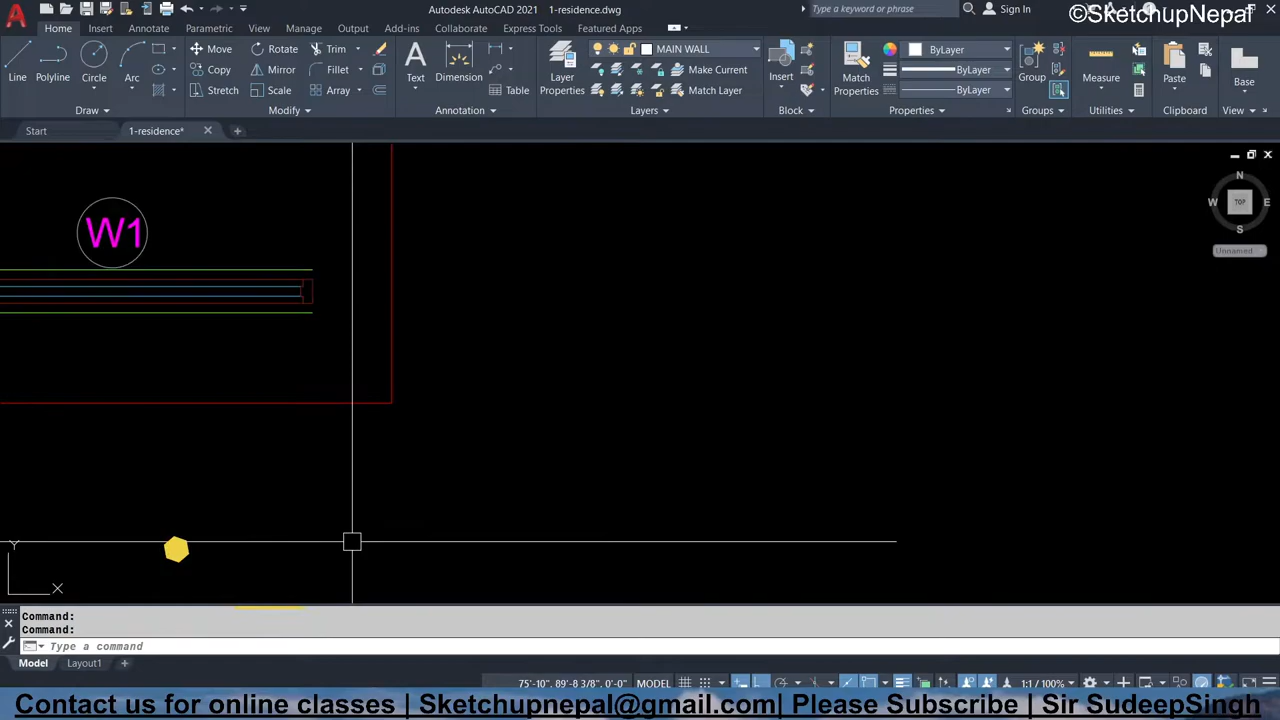 Autodesk AutoCAD 2021 1-residence.dwg
Type a keyword or phrase
Sign In
©SketchupNepal
Home Insert Annotate Parametric View Manage Output Add-ins Collaborate Express Tools Featured Apps
Line Polyline Circle Arc
Move Rotate Trim
Copy Mirror Fillet
Stretch Scale Array
Text Dimension Table
Layer Properties
MAIN WALL
Make Current
Match Layer
Insert
Match Properties
ByLayer
ByLayer
ByLayer
Group Measure Paste Base
Draw Modify Annotation Layers Block Properties Groups Utilities Clipboard View
Start 1-residence*
W1
N
W TOP E
S
Unnamed
Y
X
Command:
Command:
Type a command
Model Layout1
75'-10", 89'-8 3/8", 0'-0" MODEL 1:1 / 100%
Contact us for online classes | Sketchupnepal@gmail.com| Please Subscribe | Sir SudeepSingh